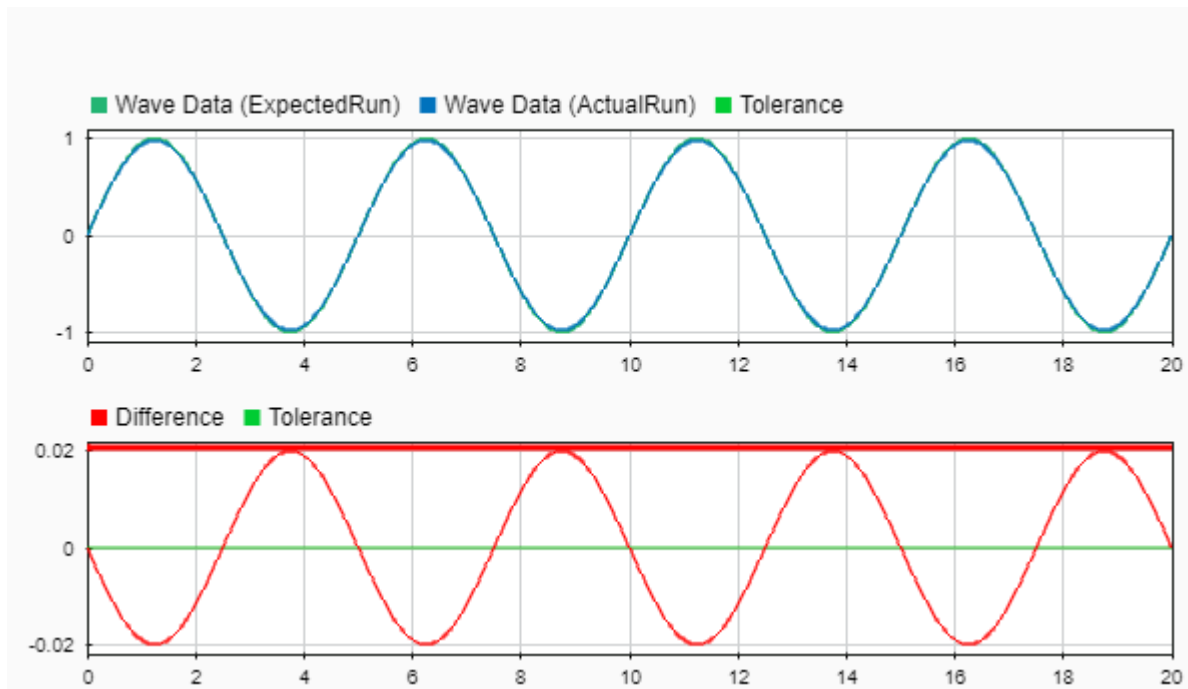 Wave Data (ExpectedRun) Wave Data (ActualRun) Tolerance
1
0
-1
0 2 4 6 8 10 12 14 16 18 20
Difference Tolerance
0.02
0
-0.02
0 2 4 6 8 10 12 14 16 18 20